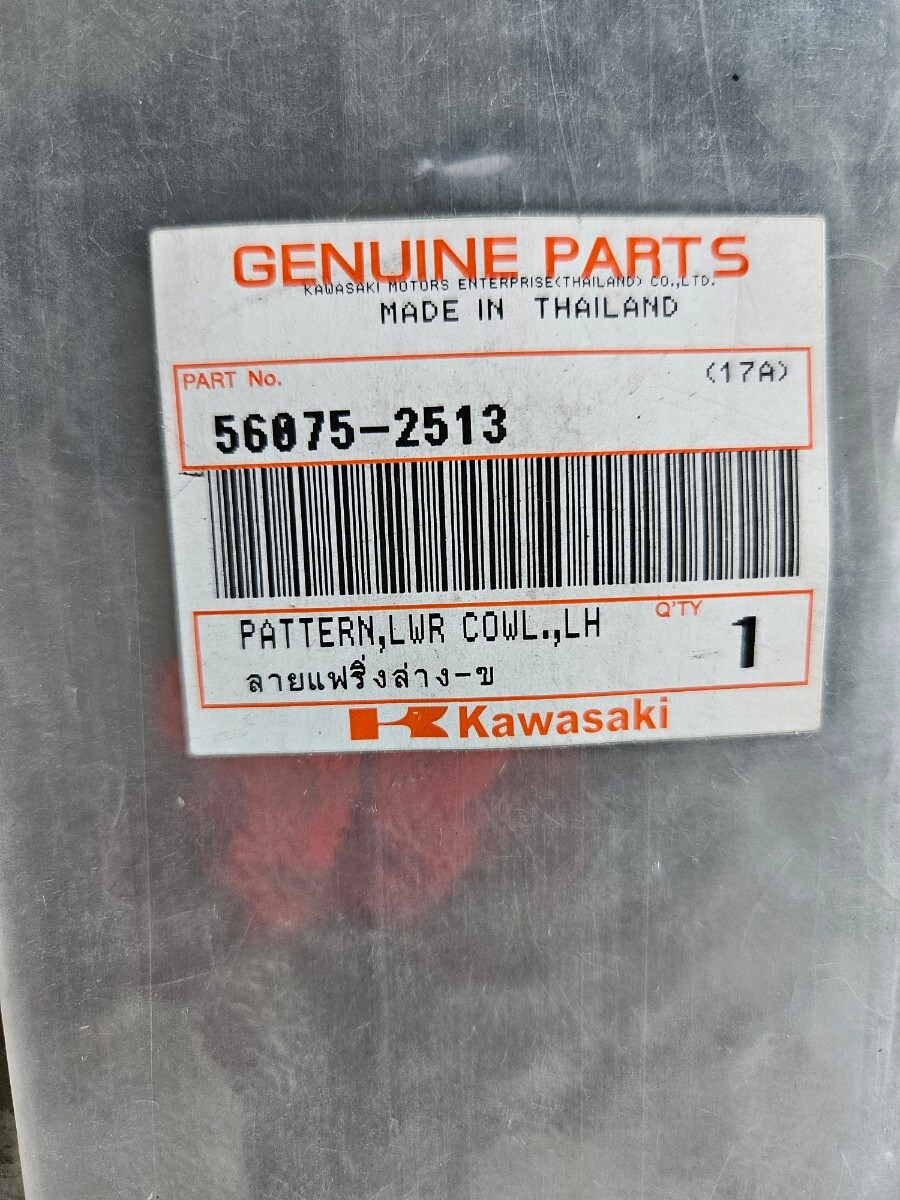 GENUINE PARTS
KAWASAKI MOTORS ENTERPRISE(THAILAND) CO.,LTD.
MADE IN THAILAND
PART No. (17A)
56075-2513
PATTERN,LWR COWL.,LH Q'TY
1
ลายแฟริ่งล่าง-ข
Kawasaki